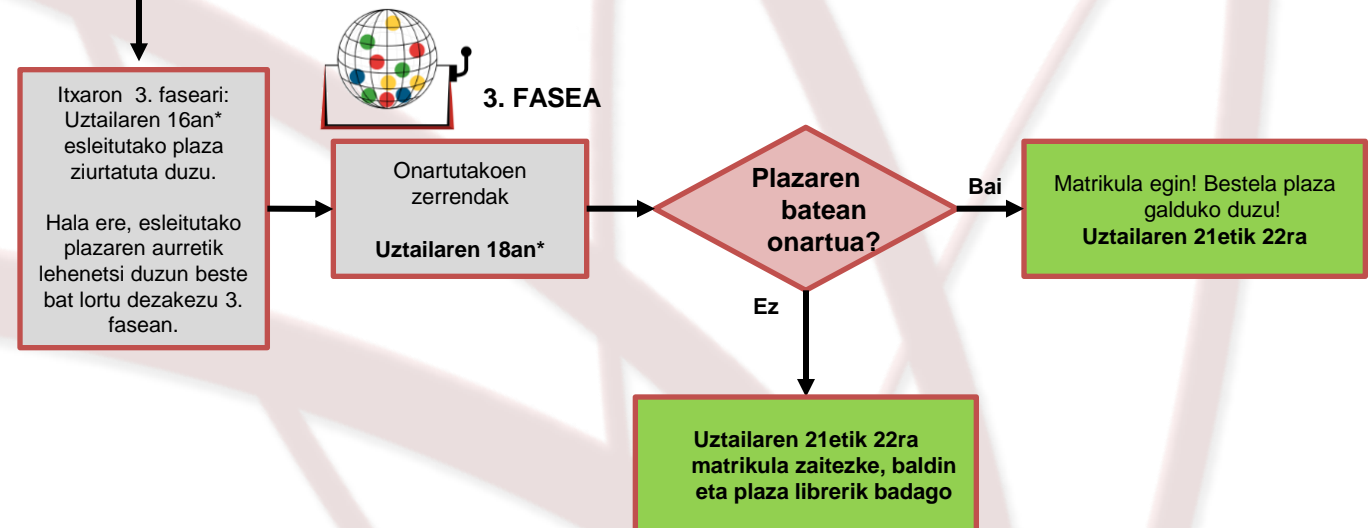 Itxaron 3. faseari:
Uztailaren 16an*
esleitutako plaza
ziurtatuta duzu.
Hala ere, esleitutako
plazaren aurretik
lehenetsi duzun beste
bat lortu dezakezu 3.
fasean.
3. FASEA
Onartutakoen
zerrendak
Uztailaren 18an*
Plazaren
batean
onartua?
Bai
Matrikula egin! Bestela plaza
galduko duzu!
Uztailaren 21etik 22ra
Ez
Uztailaren 21etik 22ra
matrikula zaitezke, baldin
eta plaza librerik badago